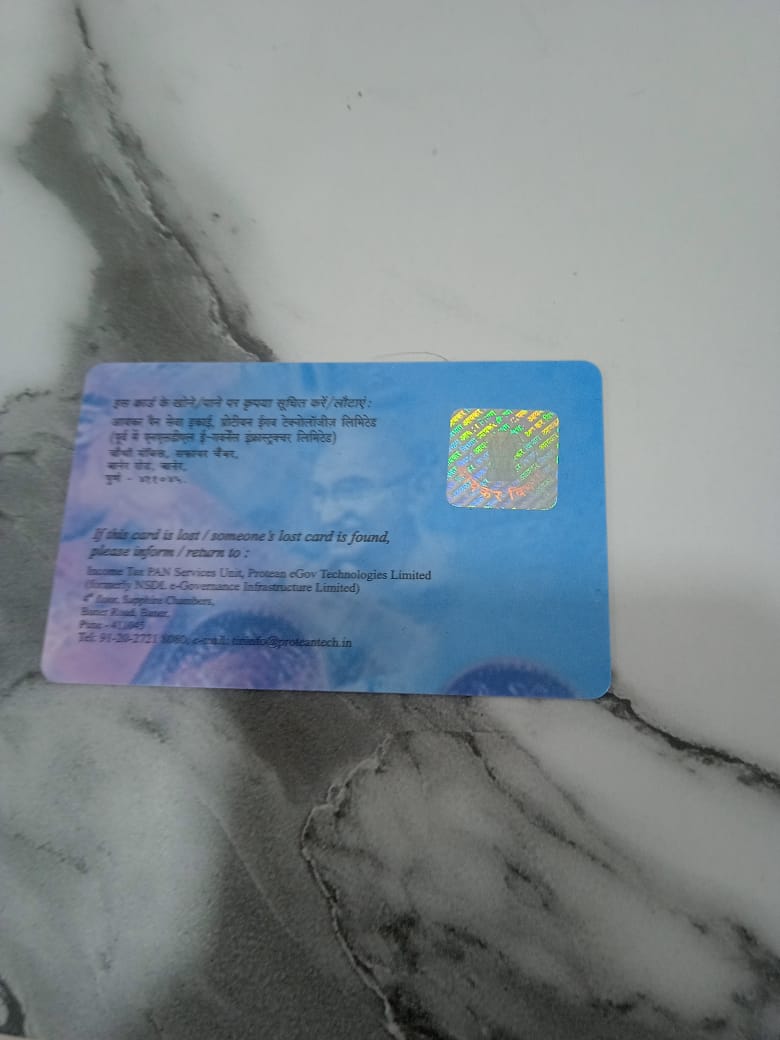 इस कार्ड के खोने/पाने पर कृपया सूचित करें/लौटाएं:
आयकर पैन सेवा इकाई, प्रोटीयन ईगव टेक्नोलॉजीज़ लिमिटेड
(पूर्व में एनएसडीएल ई-गवर्नेंस इंफ्रास्ट्रक्चर लिमिटेड)
चौथी मंजिल, सफायर चैंबर,
बानेर रोड, बानेर,
पुणे - ४११०४५.
If this card is lost / someone's lost card is found,
please inform / return to :
Income Tax PAN Services Unit, Protean eGov Technologies Limited
(formerly NSDL e-Governance Infrastructure Limited)
4th floor, Sapphire Chambers,
Baner Road, Baner,
Pune - 411045
Tel: 91-20-2721 8080, e-mail: tininfo@proteantech.in